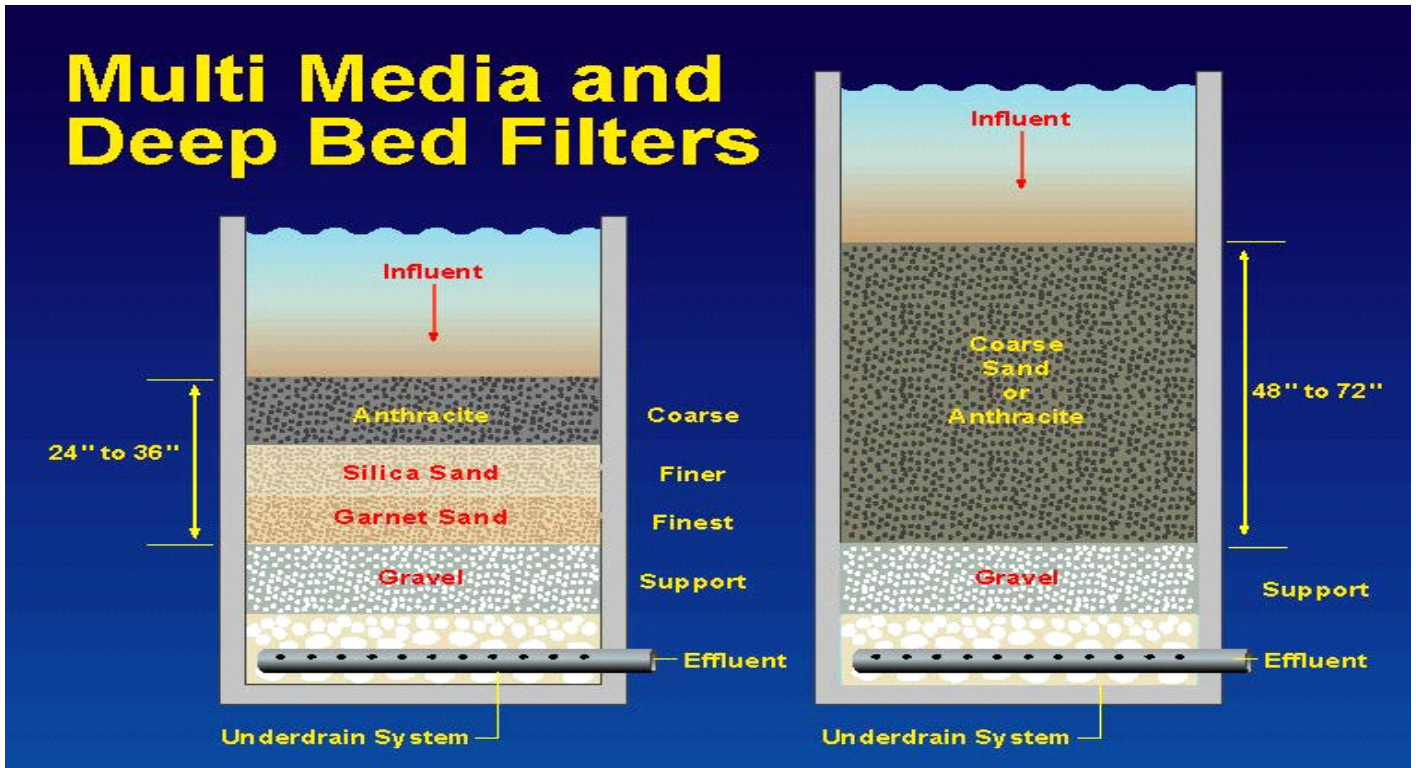 Multi Media and
Deep Bed Filters
Influent
24" to 36"
Anthracite
Coarse
Silica Sand
Finer
Garnet Sand
Finest
Gravel
Support
Effluent
Underdrain System
Influent
Coarse
Sand
or
Anthracite
48" to 72"
Gravel
Support
Effluent
Underdrain System